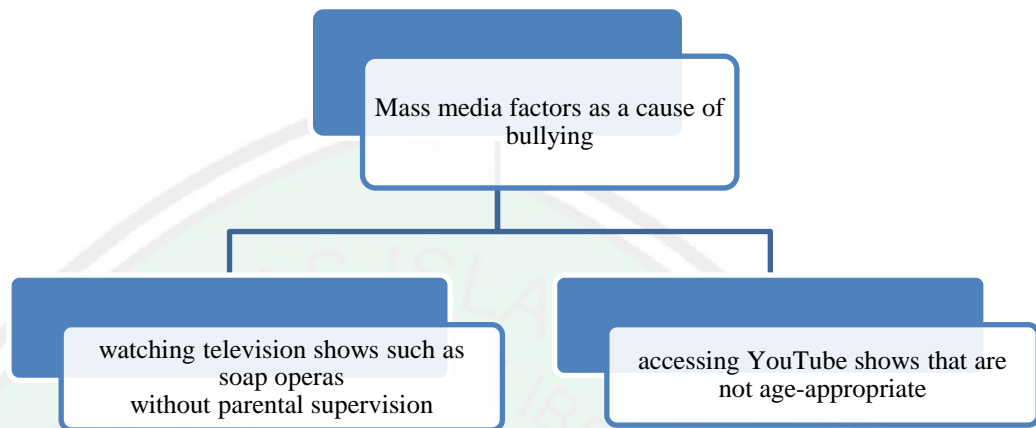 Mass media factors as a cause of
bullying
watching television shows such as
soap operas
without parental supervision
accessing YouTube shows that are
not age-appropriate